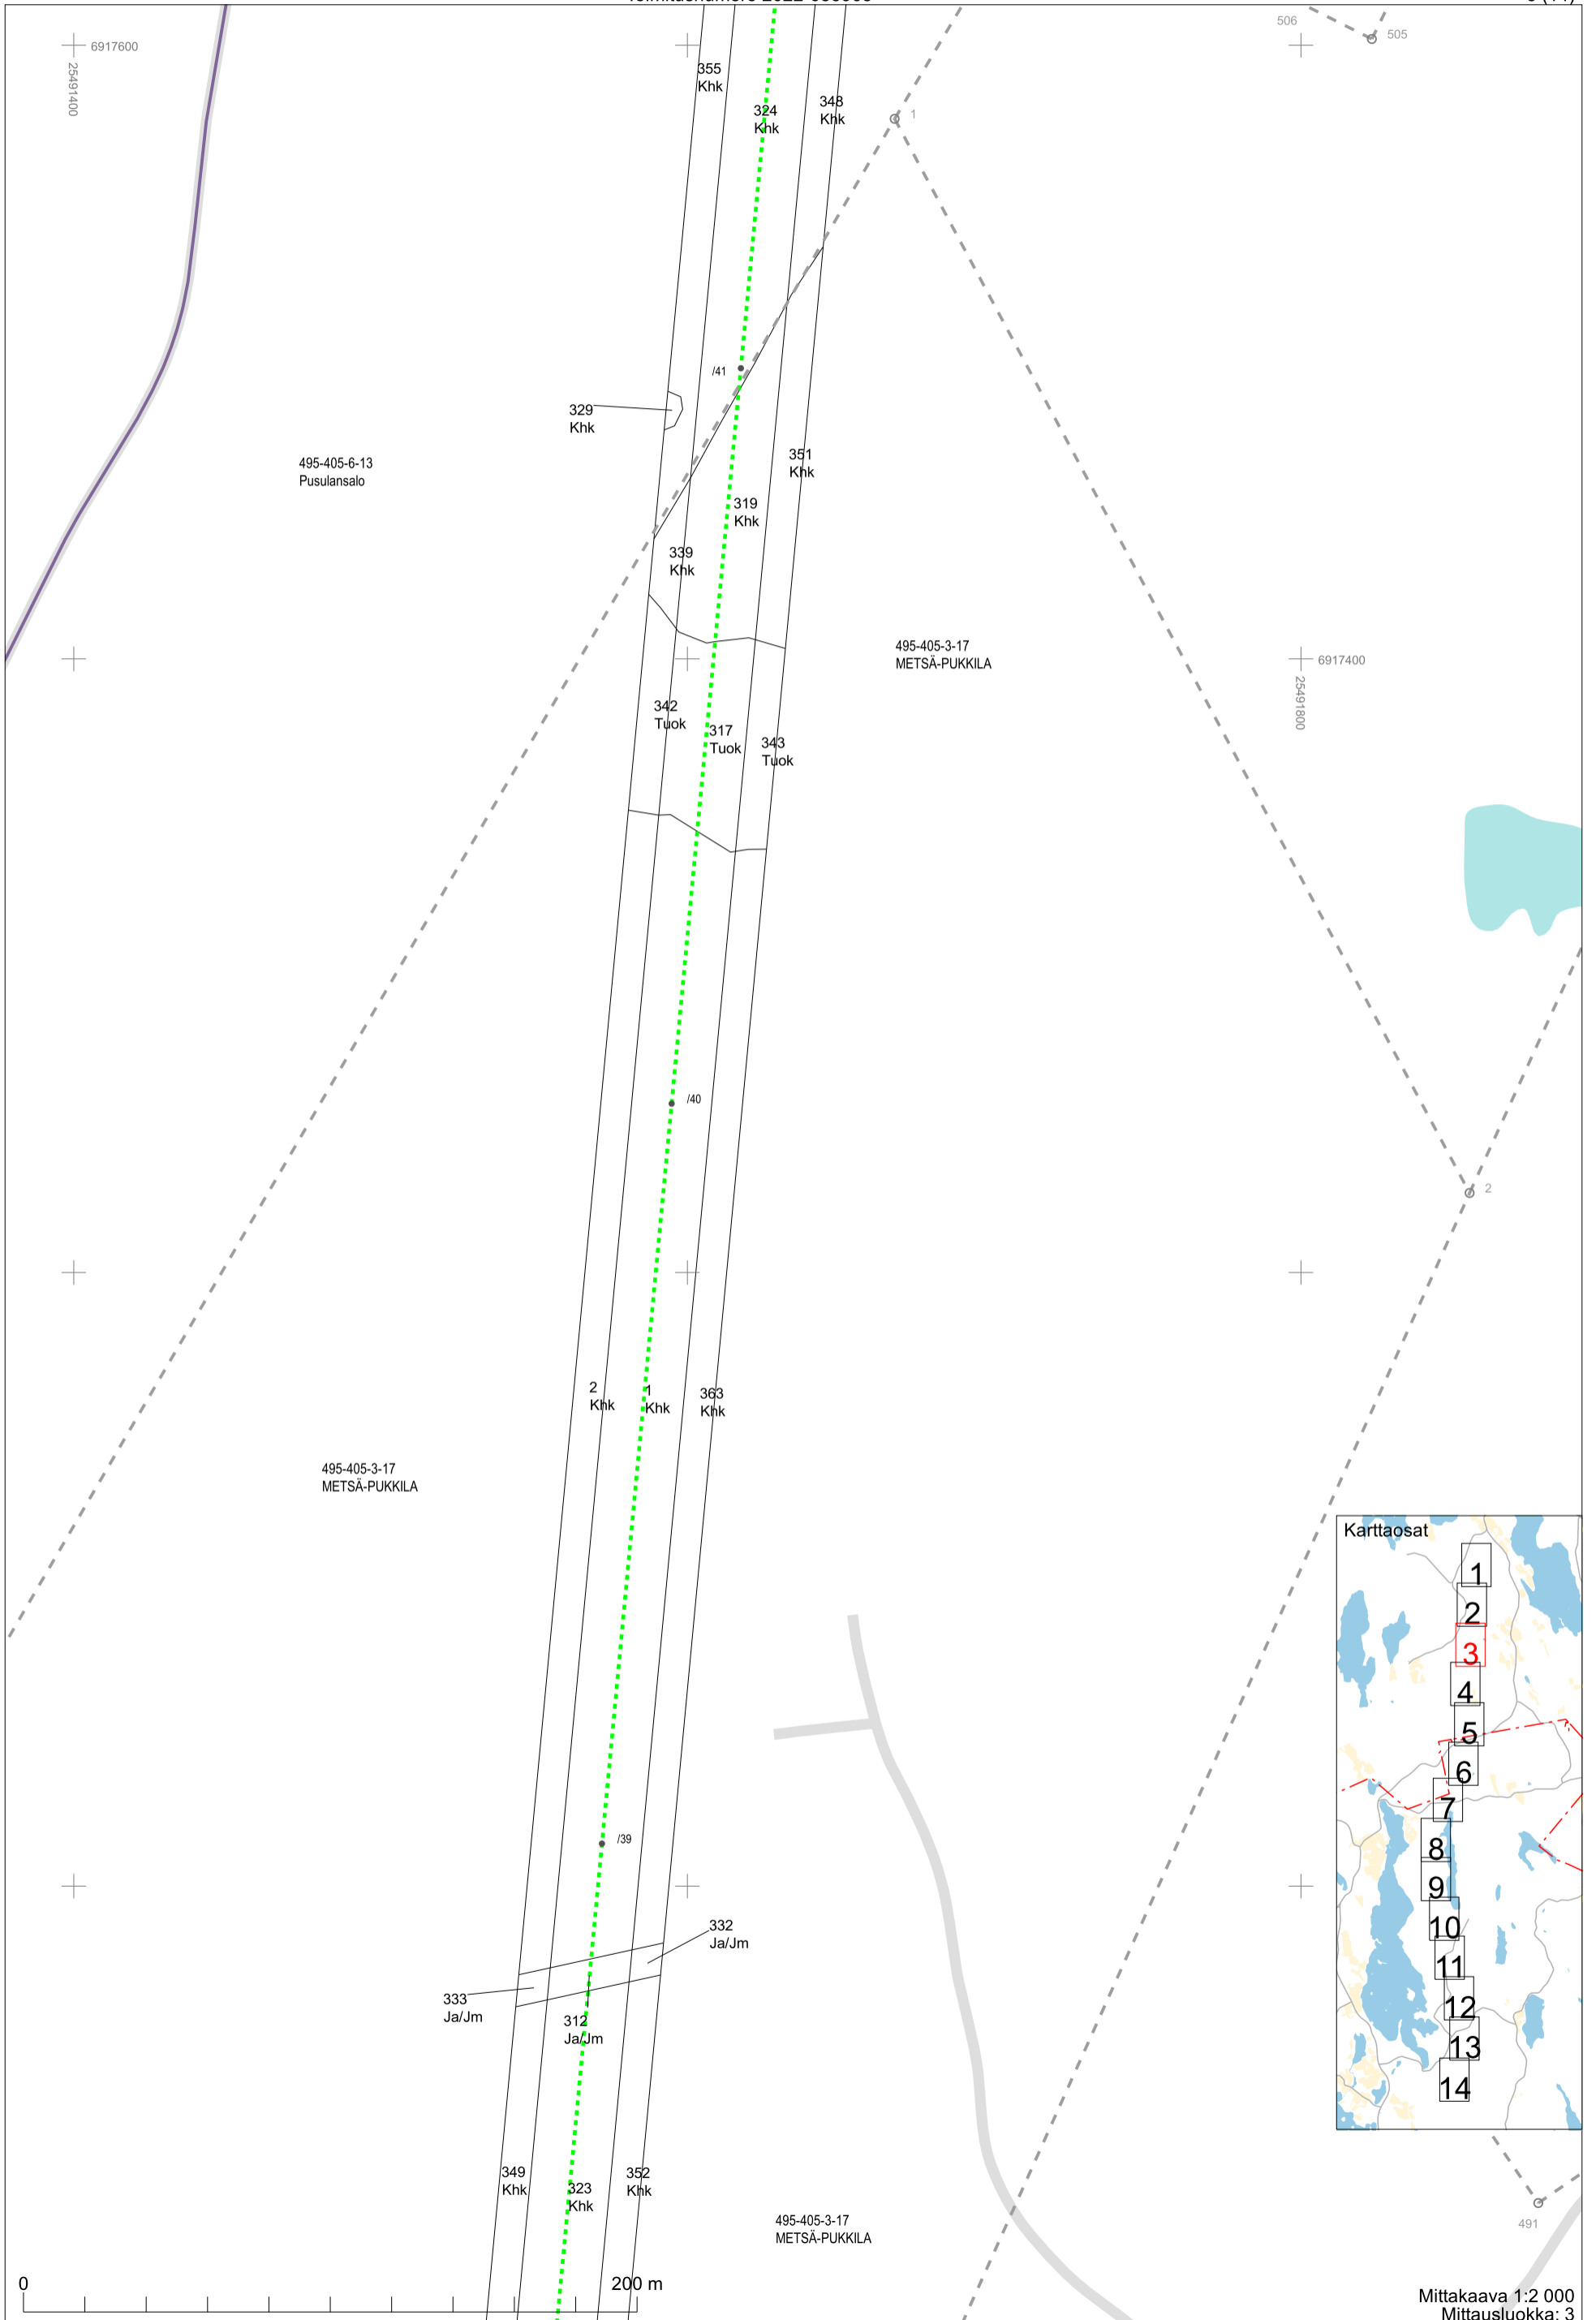 506
505
6917600
25491400
355
Khk
324
Khk
348
Khk
1
/41
329
Khk
495-405-6-13
Pusulansalo
351
Khk
319
Khk
339
Khk
495-405-3-17
METSÄ-PUKKILA
6917400
25491800
342
Tuok
317
Tuok
343
Tuok
/40
2
2
Khk
1
Khk
363
Khk
495-405-3-17
METSÄ-PUKKILA
Karttaosat
1
2
3
4
5
6
7
8
9
10
11
12
13
14
/39
332
Ja/Jm
333
Ja/Jm
312
Ja/Jm
349
Khk
323
Khk
352
Khk
495-405-3-17
METSÄ-PUKKILA
491
0
200 m
Mittakaava 1:2 000
Mittausluokka: 3